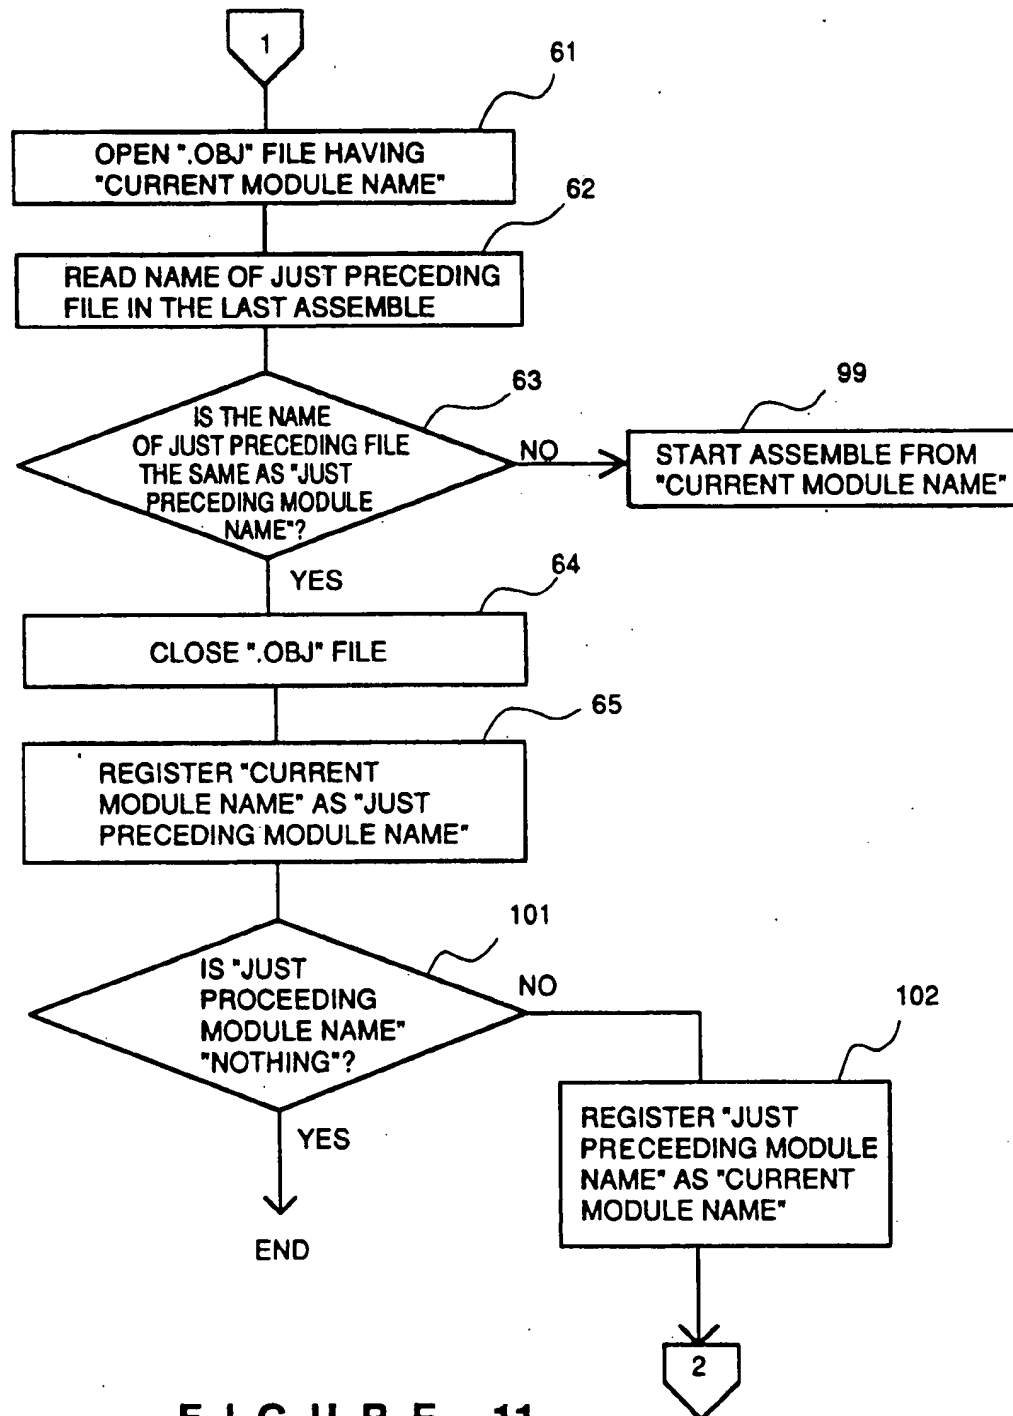 1
61
OPEN ".OBJ" FILE HAVING
"CURRENT MODULE NAME"
62
READ NAME OF JUST PRECEDING
FILE IN THE LAST ASSEMBLE
63
IS THE NAME
OF JUST PRECEDING FILE
THE SAME AS "JUST
PRECEDING MODULE
NAME"?
NO
99
START ASSEMBLE FROM
"CURRENT MODULE NAME"
YES
64
CLOSE ".OBJ" FILE
65
REGISTER "CURRENT
MODULE NAME" AS "JUST
PRECEDING MODULE NAME"
101
IS "JUST
PROCEEDING
MODULE NAME"
"NOTHING"?
NO
102
YES
REGISTER "JUST
PRECEEDING MODULE
NAME" AS "CURRENT
MODULE NAME"
END
2
FIGURE 11